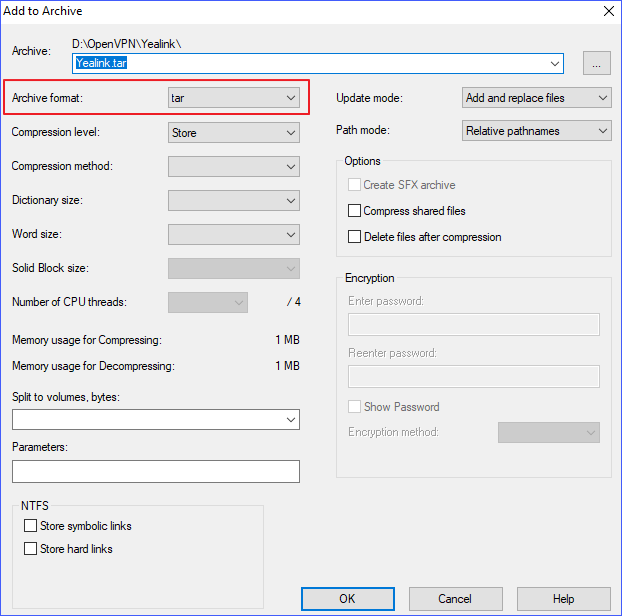 Add to Archive
Archive:
D:\OpenVPN\Yealink\
Yealink.tar
...
Archive format:
tar
Compression level:
Store
Compression method:
Dictionary size:
Word size:
Solid Block size:
Number of CPU threads:
/ 4
Memory usage for Compressing:
1 MB
Memory usage for Decompressing:
1 MB
Split to volumes, bytes:
Parameters:
NTFS
Store symbolic links
Store hard links
Update mode:
Add and replace files
Path mode:
Relative pathnames
Options
Create SFX archive
Compress shared files
Delete files after compression
Encryption
Enter password:
Reenter password:
Show Password
Encryption method:
OK
Cancel
Help